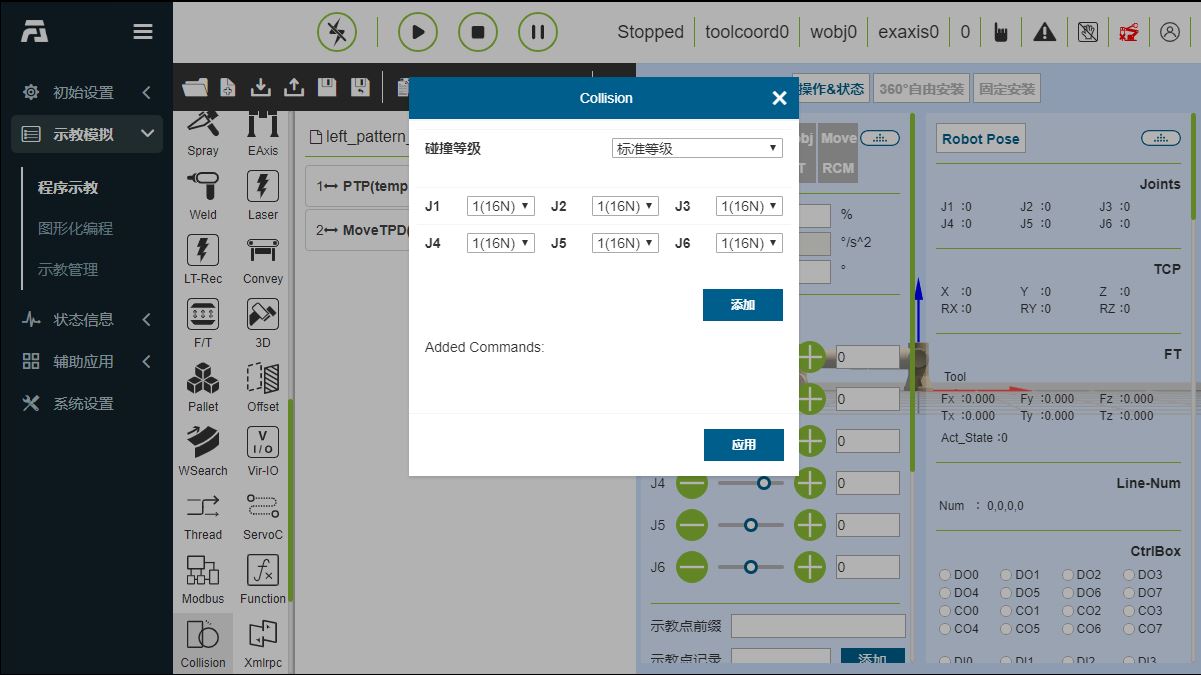 Stopped toolcoord0 wobj0 exaxis0 0
初始设置
示教模拟
程序示教
图形化编程
示教管理
状态信息
辅助应用
系统设置
Spray EAxis
Weld Laser
LT-Rec Convey
F/T 3D
Pallet Offset
WSearch Vir-IO
Thread ServoC
Modbus Function
Collision Xmlrpc
left_pattern_
1 PTP(temp
2 MoveTPD(
Collision
碰撞等级 标准等级
J1 1(16N) J2 1(16N) J3 1(16N)
J4 1(16N) J5 1(16N) J6 1(16N)
添加
Added Commands:
应用
操作&状态 360°自由安装 固定安装
bj Move
T RCM
%
°/s^2
°
0
0
0
J4 0
J5 0
J6 0
示教点前缀
示教点记录 添加
Robot Pose
Joints
J1 :0 J2 :0 J3 :0
J4 :0 J5 :0 J6 :0
TCP
X :0 Y :0 Z :0
RX :0 RY :0 RZ :0
FT
Tool
Fx :0.000 Fy :0.000 Fz :0.000
Tx :0.000 Ty :0.000 Tz :0.000
Act_State :0
Line-Num
Num : 0,0,0,0
CtrlBox
DO0 DO1 DO2 DO3
DO4 DO5 DO6 DO7
CO0 CO1 CO2 CO3
CO4 CO5 CO6 CO7
DI0 DI1 DI2 DI3